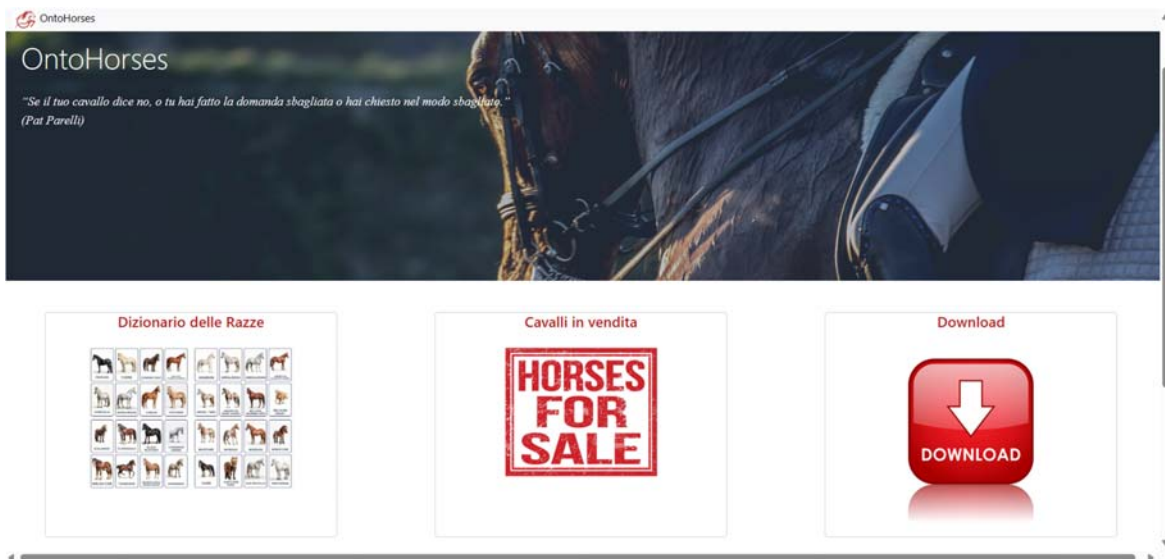 OntoHorses
OntoHorses
"Se il tuo cavallo dice no, o tu hai fatto la domanda sbagliata o hai chiesto nel modo sbagliato."
(Pat Parelli)
Dizionario delle Razze
Cavalli in vendita
Download
HORSES
FOR
SALE
DOWNLOAD